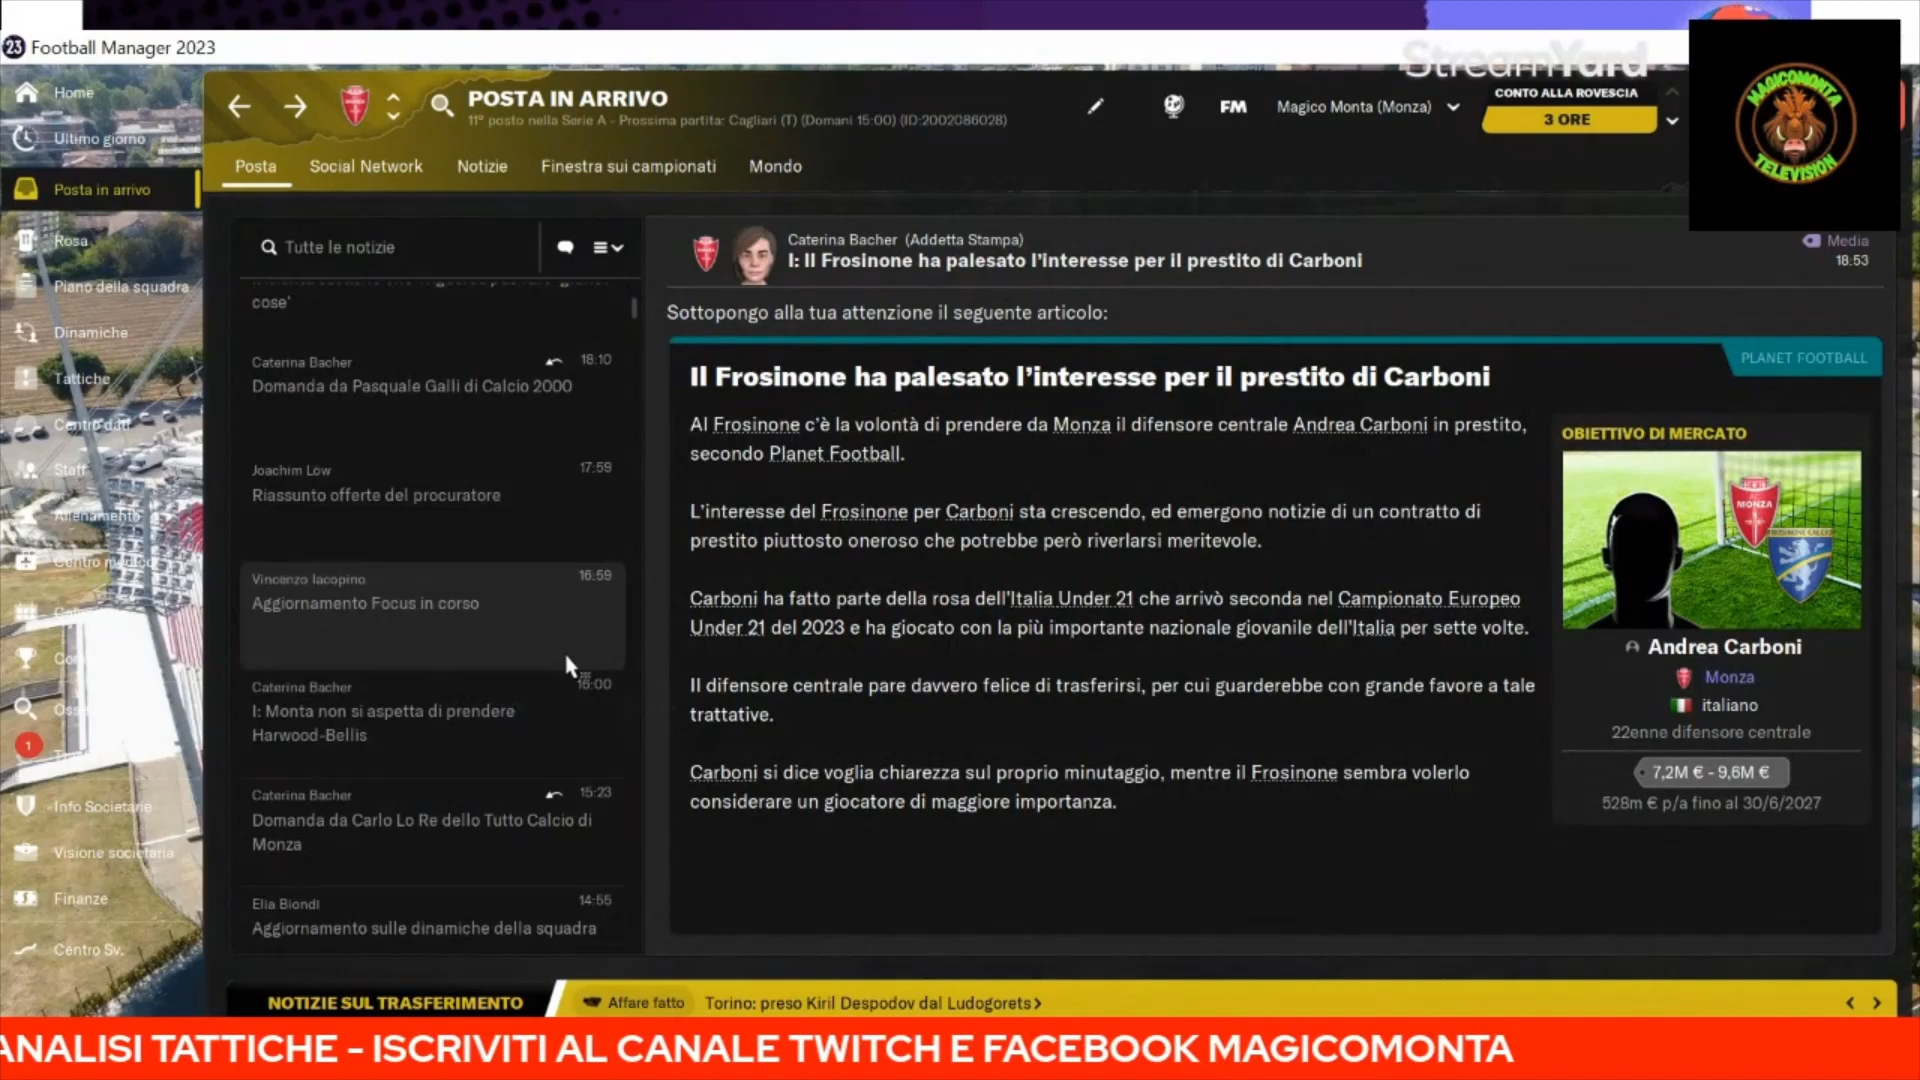 Football Manager 2023
StreamYard
Home
Ultimo giorno
Posta in arrivo
Rosa
Piano della squadra
Dinamiche
Tattiche
Centro dati
Staff
Allenamento
Centro medico
Info Societarie
Visione societaria
Finanze
Centro Sv.
1
POSTA IN ARRIVO
11° posto nella Serie A - Prossima partita: Cagliari (T) (Domani 15:00) (ID:2002086028)
FM
Magico Monta (Monza)
CONTO ALLA ROVESCIA
3 ORE
MAGICOMONTA
TELEVISION
Posta
Social Network
Notizie
Finestra sui campionati
Mondo
Tutte le notizie
cose'
Caterina Bacher
18:10
Domanda da Pasquale Galli di Calcio 2000
Joachim Löw
17:59
Riassunto offerte del procuratore
Vincenzo Iacopino
16:59
Aggiornamento Focus in corso
Caterina Bacher
16:00
I: Monta non si aspetta di prendere
Harwood-Bellis
Caterina Bacher
15:23
Domanda da Carlo Lo Re dello Tutto Calcio di
Monza
Elia Biondi
14:55
Aggiornamento sulle dinamiche della squadra
Caterina Bacher (Addetta Stampa)
I: Il Frosinone ha palesato l'interesse per il prestito di Carboni
Media
18:53
Sottopongo alla tua attenzione il seguente articolo:
PLANET FOOTBALL
Il Frosinone ha palesato l'interesse per il prestito di Carboni
Al Frosinone c'è la volontà di prendere da Monza il difensore centrale Andrea Carboni in prestito,
secondo Planet Football.
L'interesse del Frosinone per Carboni sta crescendo, ed emergono notizie di un contratto di
prestito piuttosto oneroso che potrebbe però riverlarsi meritevole.
Carboni ha fatto parte della rosa dell'Italia Under 21 che arrivò seconda nel Campionato Europeo
Under 21 del 2023 e ha giocato con la più importante nazionale giovanile dell'Italia per sette volte.
Il difensore centrale pare davvero felice di trasferirsi, per cui guarderebbe con grande favore a tale
trattative.
Carboni si dice voglia chiarezza sul proprio minutaggio, mentre il Frosinone sembra volerlo
considerare un giocatore di maggiore importanza.
OBIETTIVO DI MERCATO
MONZA
FROSINONE CALCIO
Andrea Carboni
Monza
italiano
22enne difensore centrale
7,2M € - 9,6M €
528m € p/a fino al 30/6/2027
NOTIZIE SUL TRASFERIMENTO
Affare fatto
Torino: preso Kiril Despodov dal Ludogorets
ANALISI TATTICHE - ISCRIVITI AL CANALE TWITCH E FACEBOOK MAGICOMONTA